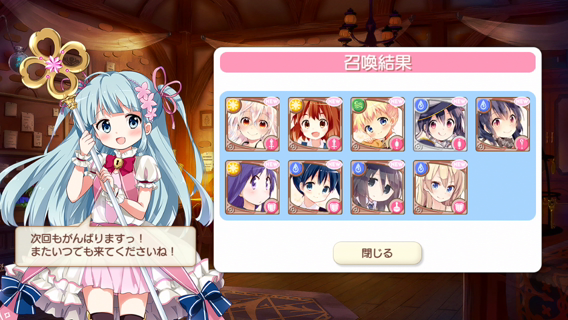 召喚結果
次回もがんばりますっ！
またいつでも来てくださいね！
閉じる